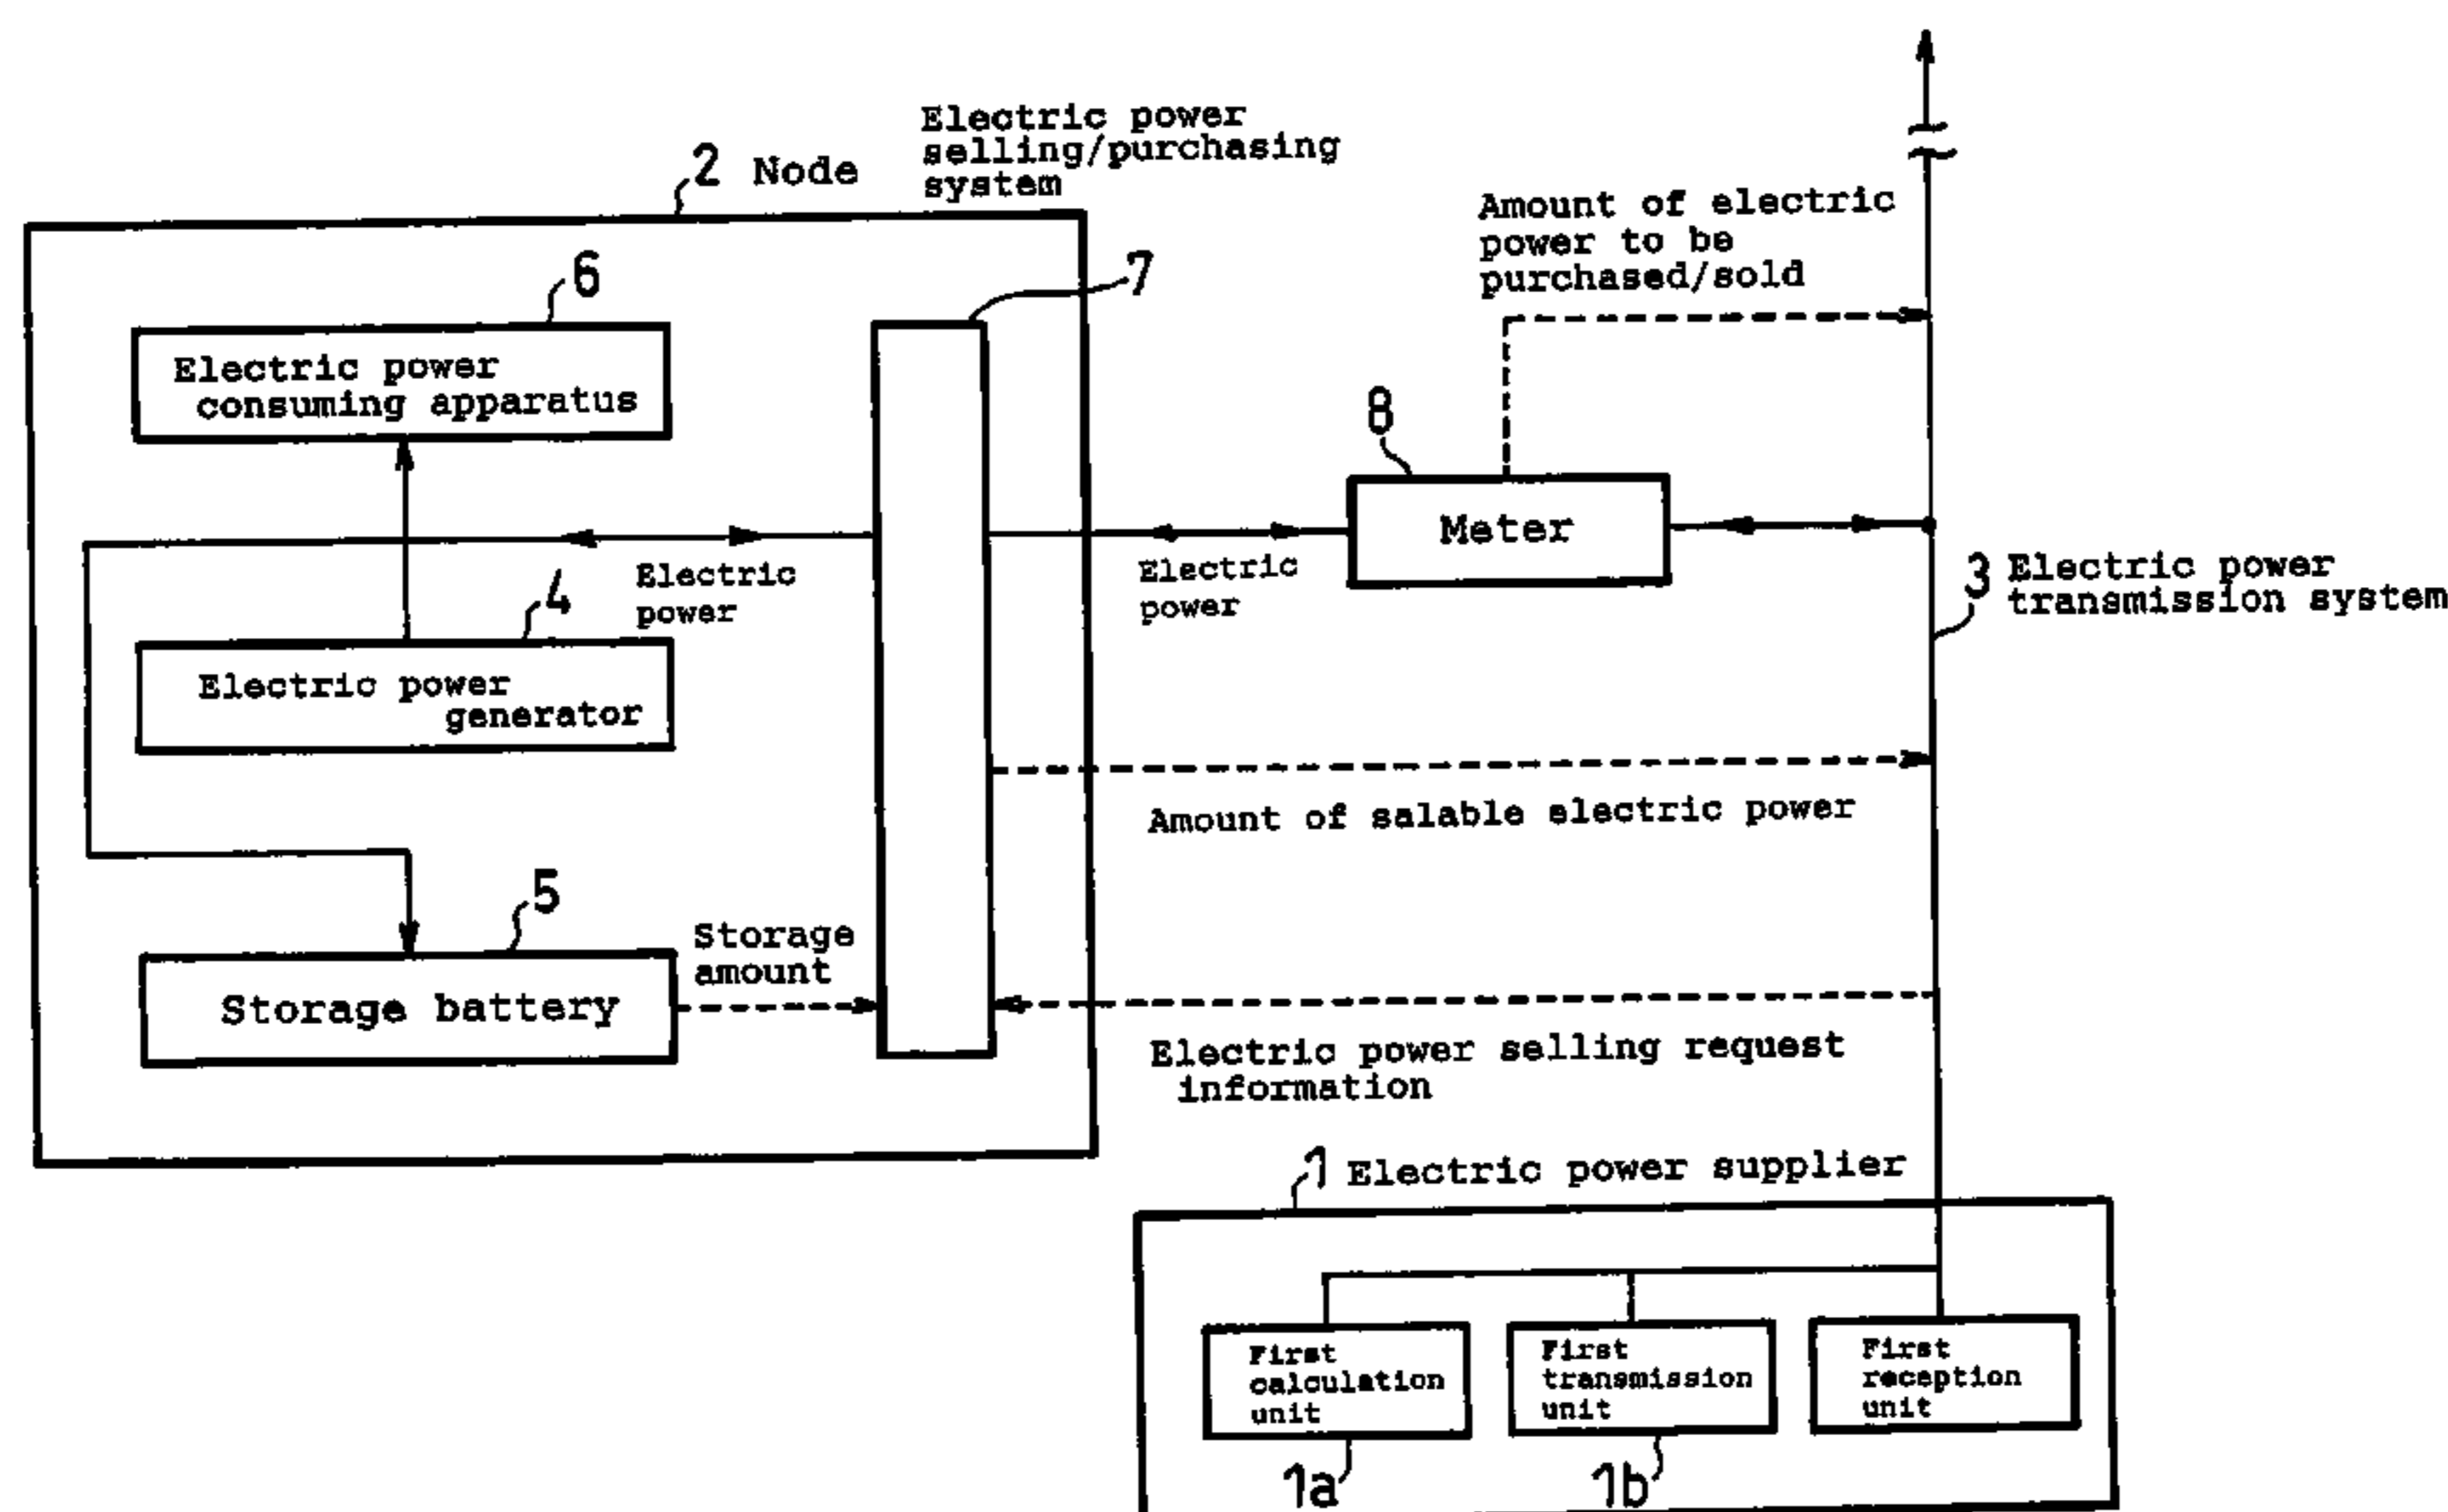 Electric power
selling/purchasing
system
2 Node
Amount of electric
power to be
purchased/sold
6
7
Electric power
consuming apparatus
8
Meter
Electric
power
Electric
power
3 Electric power
transmission system
4
Electric power
generator
Amount of salable electric power
5
Storage
amount
Storage battery
Electric power selling request
information
1 Electric power supplier
First
calculation
unit
First
transmission
unit
First
reception
unit
1a
1b